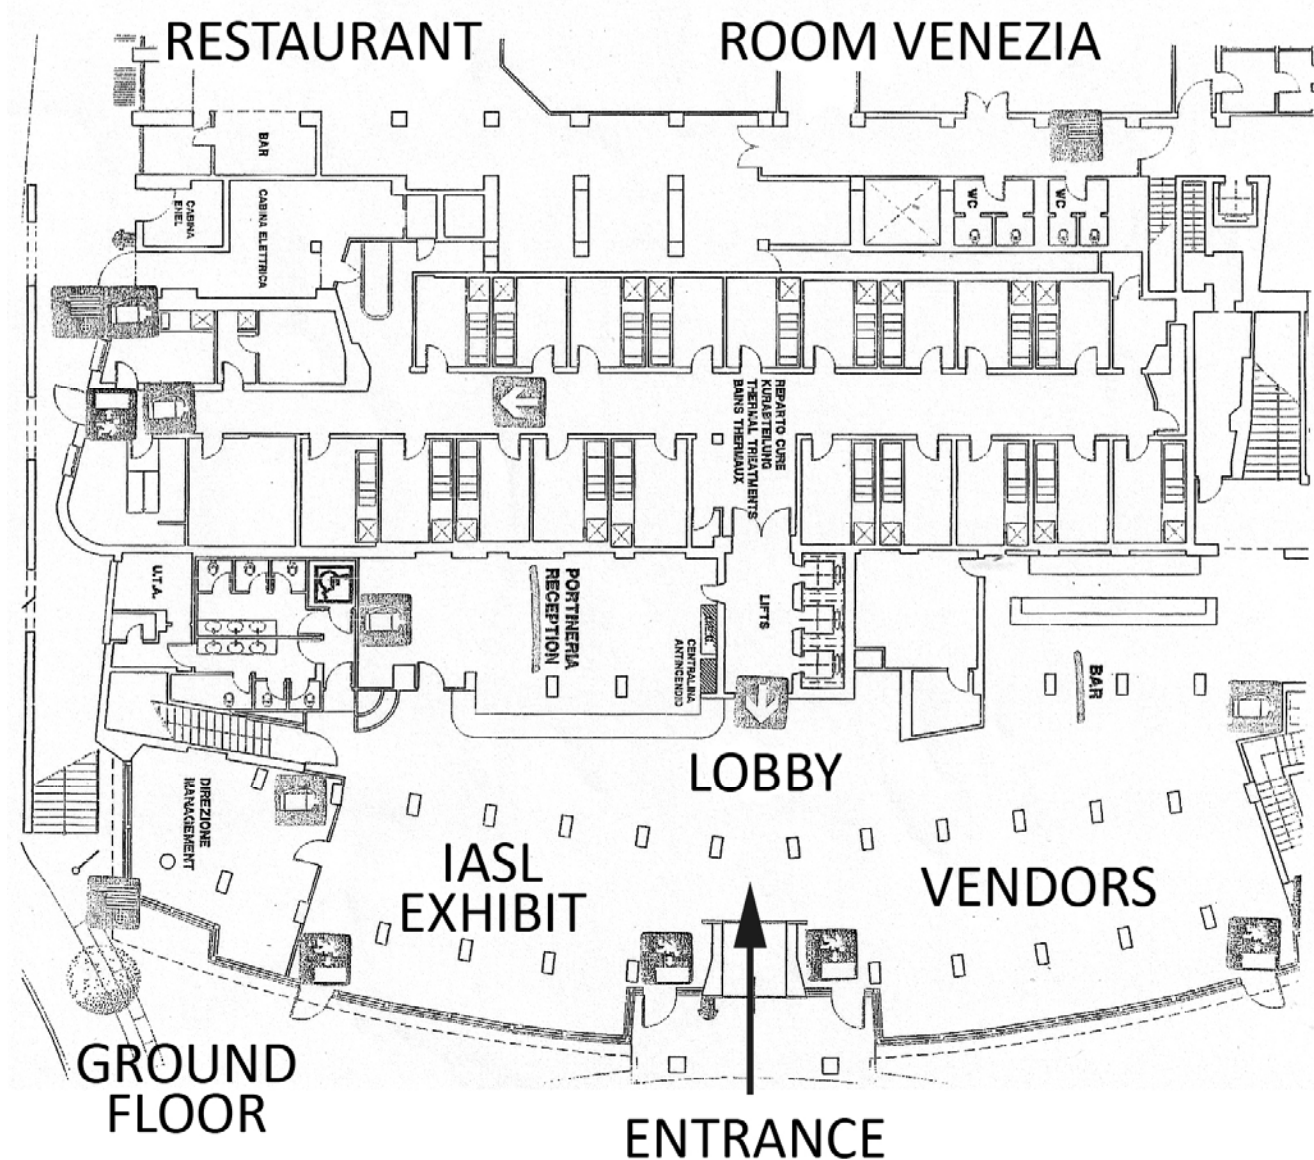 RESTAURANT
ROOM VENEZIA
BAR
CABINA
ENEL
CABINA ELETTRICA
WC
WC
REPARTO CURE
KURABTEILUNG
THERMAL TREATMENTS
BAINS THERMAUX
U.T.A.
PORTINERIA
RECEPTION
LIFTS
CENTRALINA
ANTINCENDIO
BAR
LOBBY
DIREZIONE
MANAGEMENT
IASL
EXHIBIT
VENDORS
GROUND
FLOOR
ENTRANCE